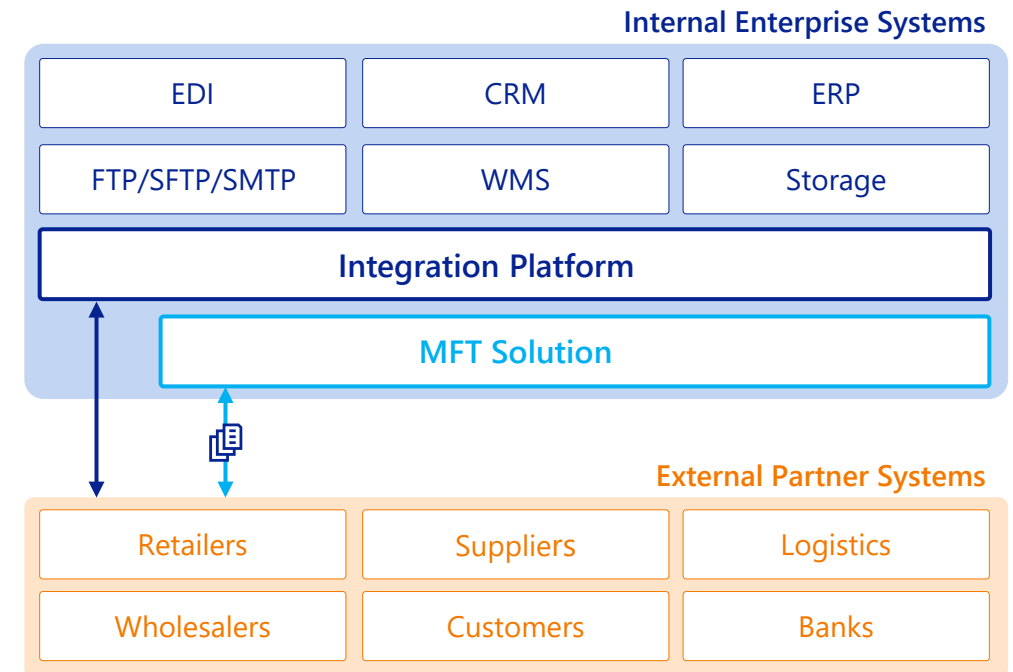 Internal Enterprise Systems
EDI
CRM
ERP
FTP/SFTP/SMTP
WMS
Storage
Integration Platform
MFT Solution
External Partner Systems
Retailers
Suppliers
Logistics
Wholesalers
Customers
Banks